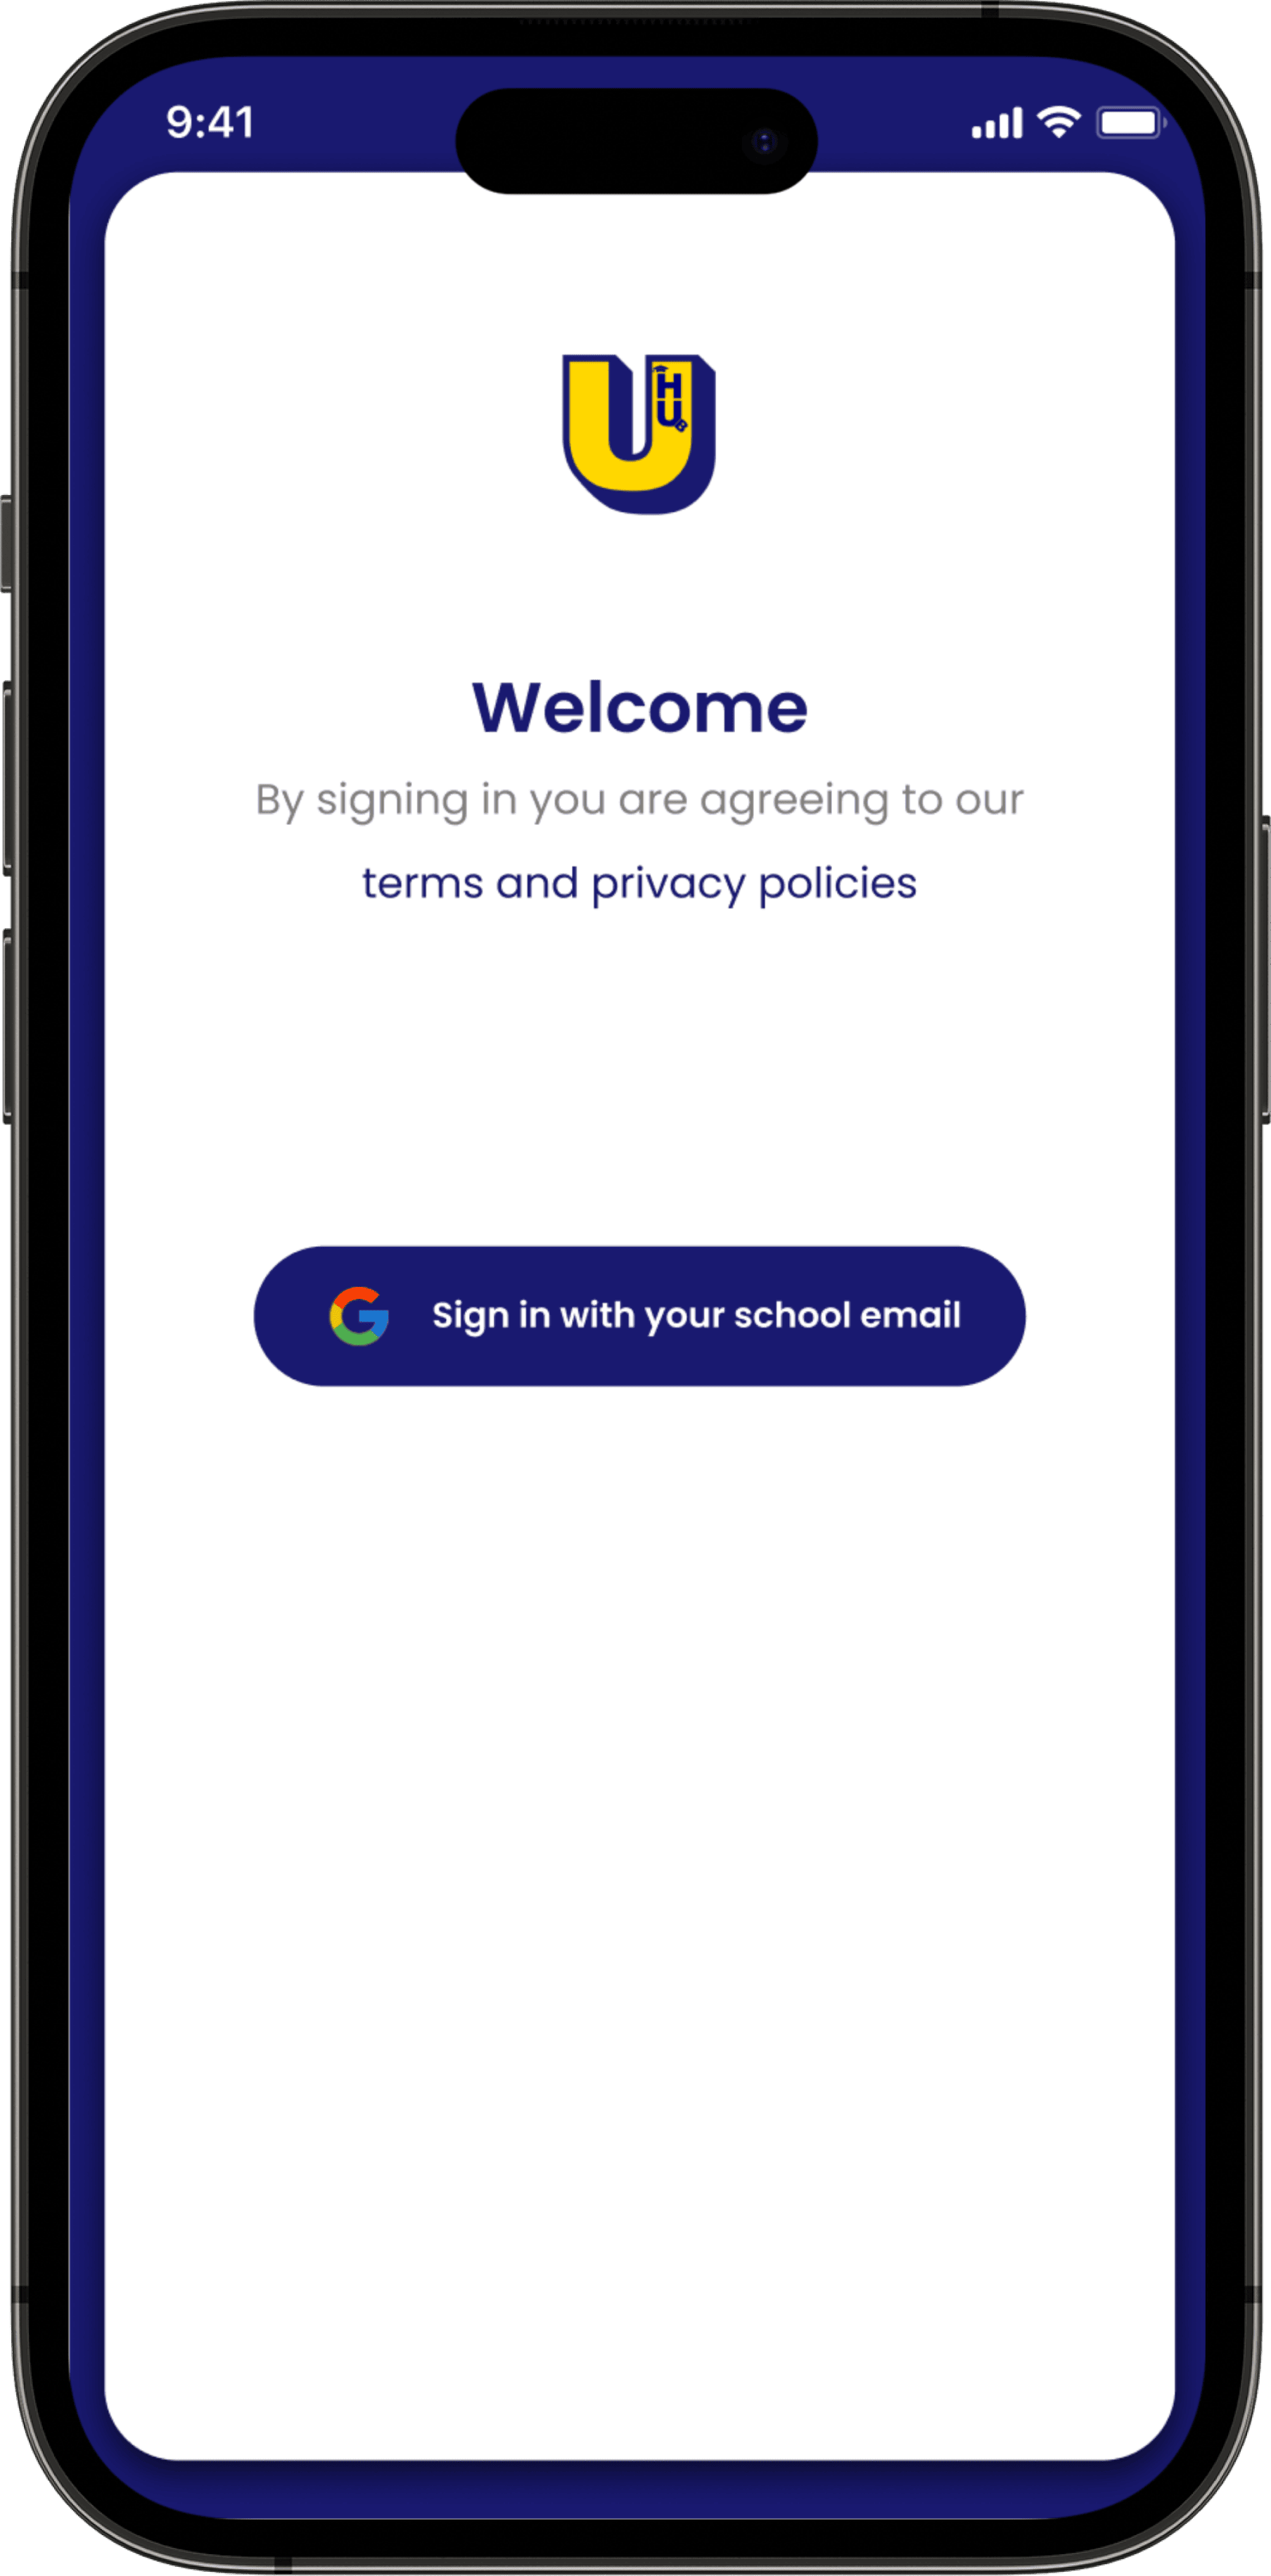 9:41
U
HUB
Welcome
By signing in you are agreeing to our
terms and privacy policies
Sign in with your school email